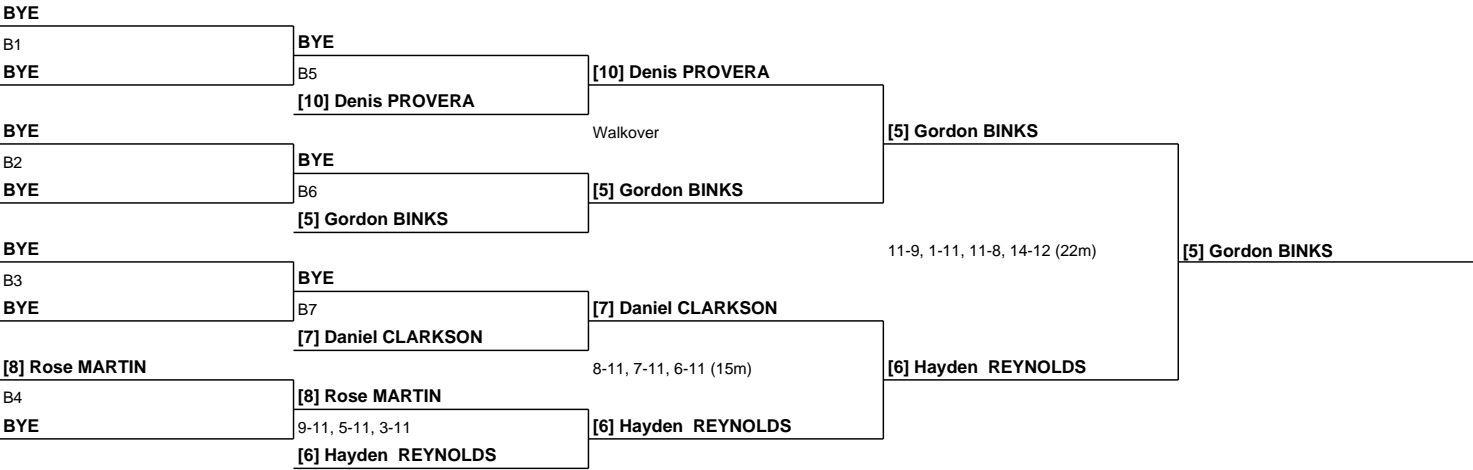 BYE
B1
BYE
BYE
B5
[10] Denis PROVERA
[10] Denis PROVERA
BYE
Walkover
[5] Gordon BINKS
B2
BYE
BYE
B6
[5] Gordon BINKS
[5] Gordon BINKS
BYE
11-9, 1-11, 11-8, 14-12 (22m)
[5] Gordon BINKS
B3
BYE
BYE
B7
[7] Daniel CLARKSON
[7] Daniel CLARKSON
[8] Rose MARTIN
8-11, 7-11, 6-11 (15m)
[6] Hayden REYNOLDS
B4
[8] Rose MARTIN
BYE
9-11, 5-11, 3-11
[6] Hayden REYNOLDS
[6] Hayden REYNOLDS